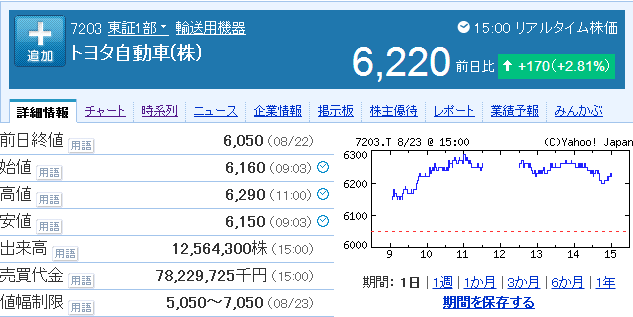 7203 東証1部 輸送用機器
15:00 リアルタイム株価
追加
トヨタ自動車(株)
6,220 前日比 +170(+2.81%)
詳細情報 チャート 時系列 ニュース 企業情報 掲示板 株主優待 レポート 業績予報 みんかぶ
前日終値 用語 6,050 (08/22)
始値 用語 6,160 (09:03)
高値 用語 6,290 (11:00)
安値 用語 6,150 (09:03)
出来高 用語 12,564,300株 (15:00)
売買代金 用語 78,229,725千円 (15:00)
値幅制限 用語 5,050~7,050 (08/23)
7203.T 8/23 @ 15:00 (C)Yahoo! Japan
6300
6200
6100
6000
9 10 11 12 13 14 15
期間: 1日 | 1週 | 1か月 | 3か月 | 6か月 | 1年
期間を保存する